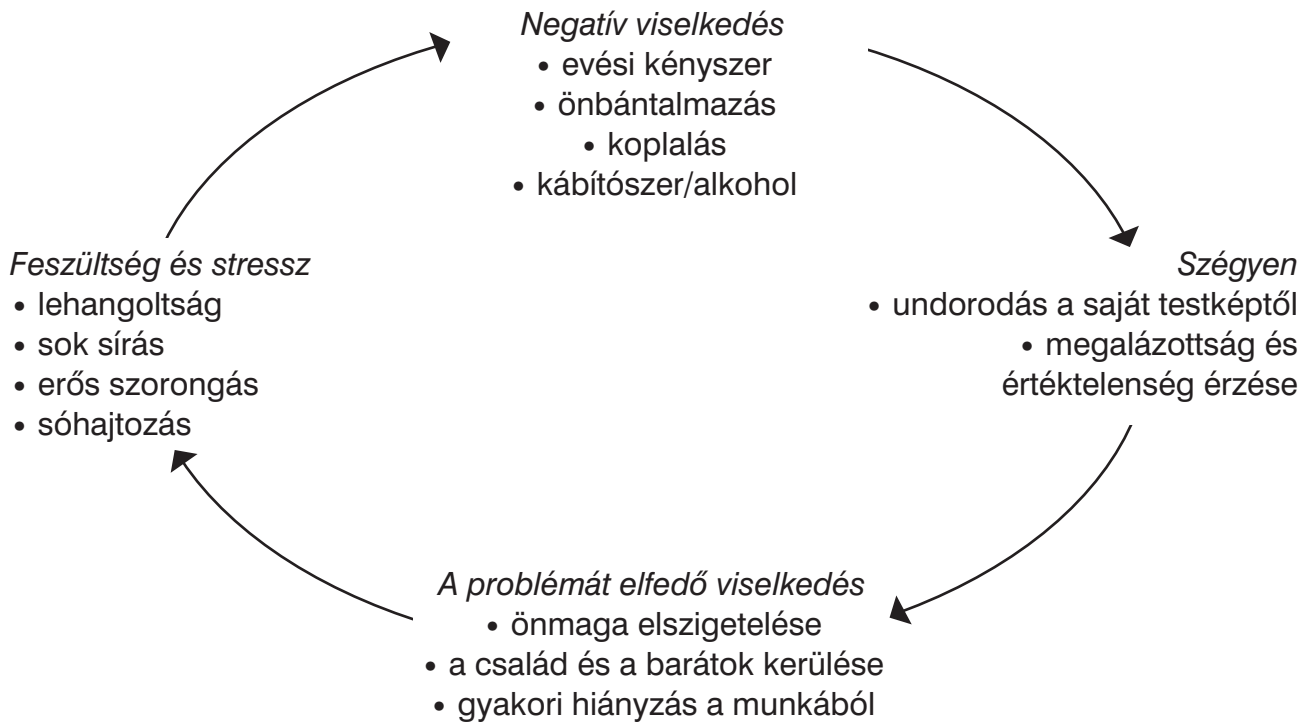 Negatív viselkedés
• evési kényszer
• önbántalmazás
• koplalás
• kábítószer/alkohol
Feszültség és stressz
• lehangoltság
• sok sírás
• erős szorongás
• sóhajtozás
Szégyen
• undorodás a saját testképtől
• megalázottság és
értéktelenség érzése
A problémát elfedő viselkedés
• önmaga elszigetelése
• a család és a barátok kerülése
• gyakori hiányzás a munkából